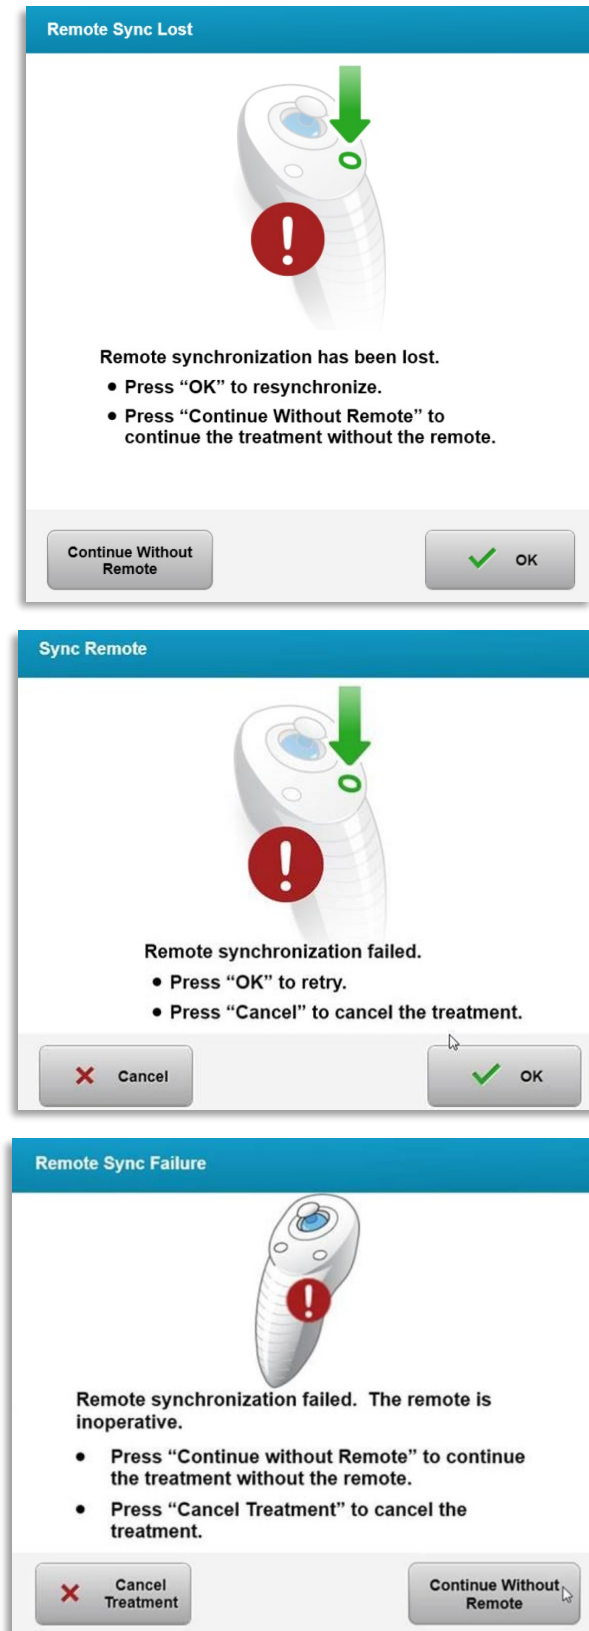 Remote Sync Lost
Remote synchronization has been lost.
• Press “OK” to resynchronize.
• Press “Continue Without Remote” to
continue the treatment without the remote.
Continue Without
Remote
OK
Sync Remote
Remote synchronization failed.
• Press “OK” to retry.
• Press “Cancel” to cancel the treatment.
Cancel
OK
Remote Sync Failure
Remote synchronization failed.  The remote is
inoperative.
• Press “Continue without Remote” to continue
the treatment without the remote.
• Press “Cancel Treatment” to cancel the
treatment.
Cancel
Treatment
Continue Without
Remote